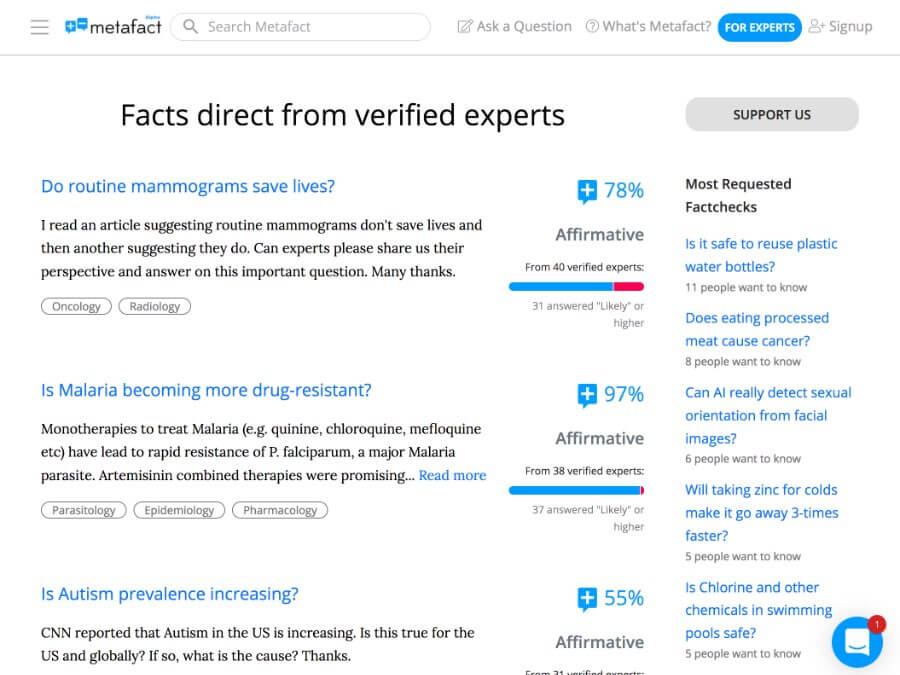 metafact
Search Metafact
Ask a Question
What's Metafact?
FOR EXPERTS
Signup
Facts direct from verified experts
SUPPORT US
Do routine mammograms save lives?
I read an article suggesting routine mammograms don't save lives and
then another suggesting they do. Can experts please share us their
perspective and answer on this important question. Many thanks.
Oncology
Radiology
78%
Affirmative
From 40 verified experts:
31 answered "Likely" or
higher
Is Malaria becoming more drug-resistant?
Monotherapies to treat Malaria (e.g. quinine, chloroquine, mefloquine
etc) have lead to rapid resistance of P. falciparum, a major Malaria
parasite. Artemisinin combined therapies were promising... Read more
Parasitology
Epidemiology
Pharmacology
97%
Affirmative
From 38 verified experts:
37 answered "Likely" or
higher
Is Autism prevalence increasing?
CNN reported that Autism in the US is increasing. Is this true for the
US and globally? If so, what is the cause? Thanks.
55%
Affirmative
From 31 verified experts:
Most Requested
Factchecks
Is it safe to reuse plastic
water bottles?
11 people want to know
Does eating processed
meat cause cancer?
8 people want to know
Can AI really detect sexual
orientation from facial
images?
6 people want to know
Will taking zinc for colds
make it go away 3-times
faster?
5 people want to know
Is Chlorine and other
chemicals in swimming
pools safe?
5 people want to know
1